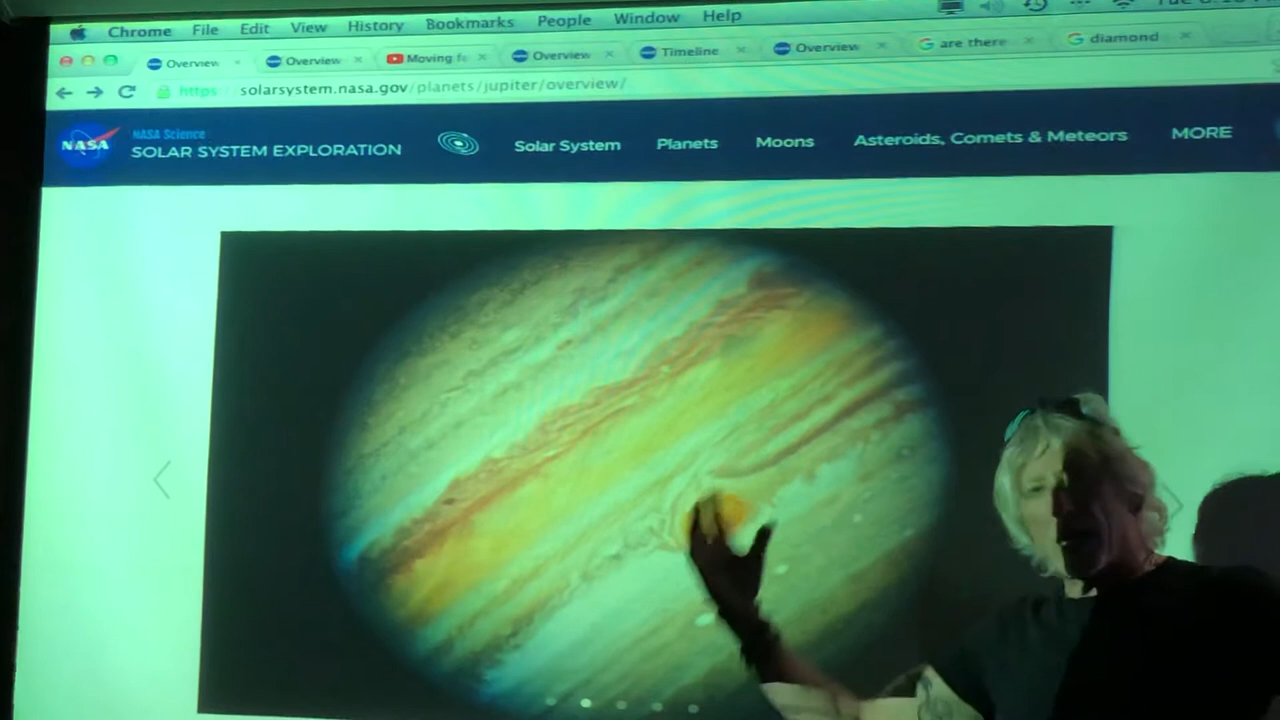 Chrome File Edit View History Bookmarks People Window Help
Overview Overview Moving Overview Timeline Overview are there diamond
https solarsystem.nasa.gov/planets/jupiter/overview/
NASA
NASA Science
SOLAR SYSTEM EXPLORATION
Solar System Planets Moons Asteroids, Comets & Meteors MORE